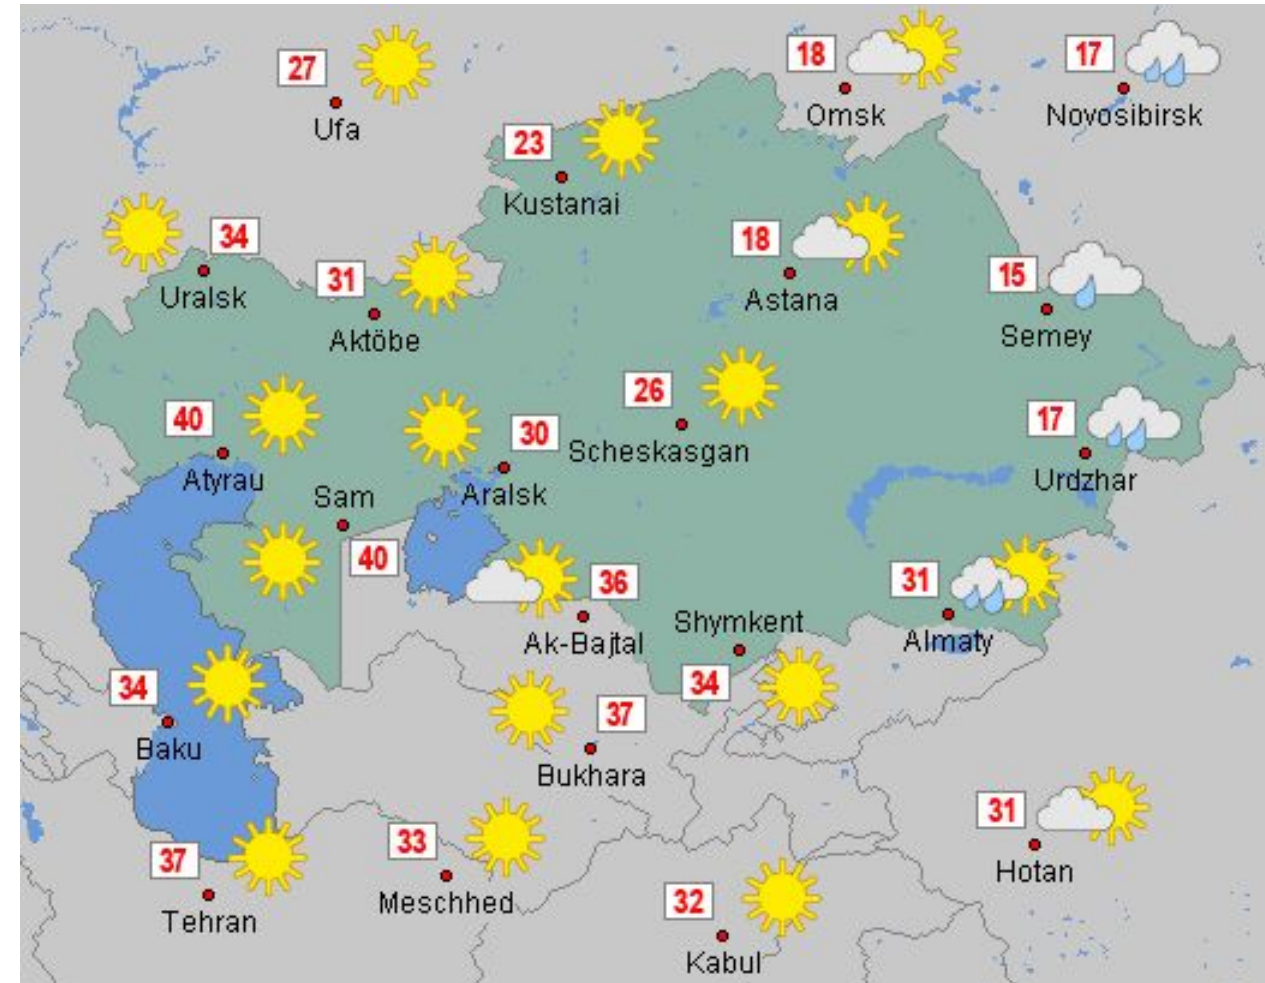 27
Ufa
18
Omsk
17
Novosibirsk
23
Kustanai
34
Uralsk
31
Aktöbe
18
Astana
15
Semey
40
Atyrau
30
Aralsk
26
Scheskasgan
17
Urdzhar
Sam
40
36
Ak-Bajtal
Shymkent
34
31
Almaty
34
Baku
37
Bukhara
37
Tehran
33
Meschhed
32
Kabul
31
Hotan